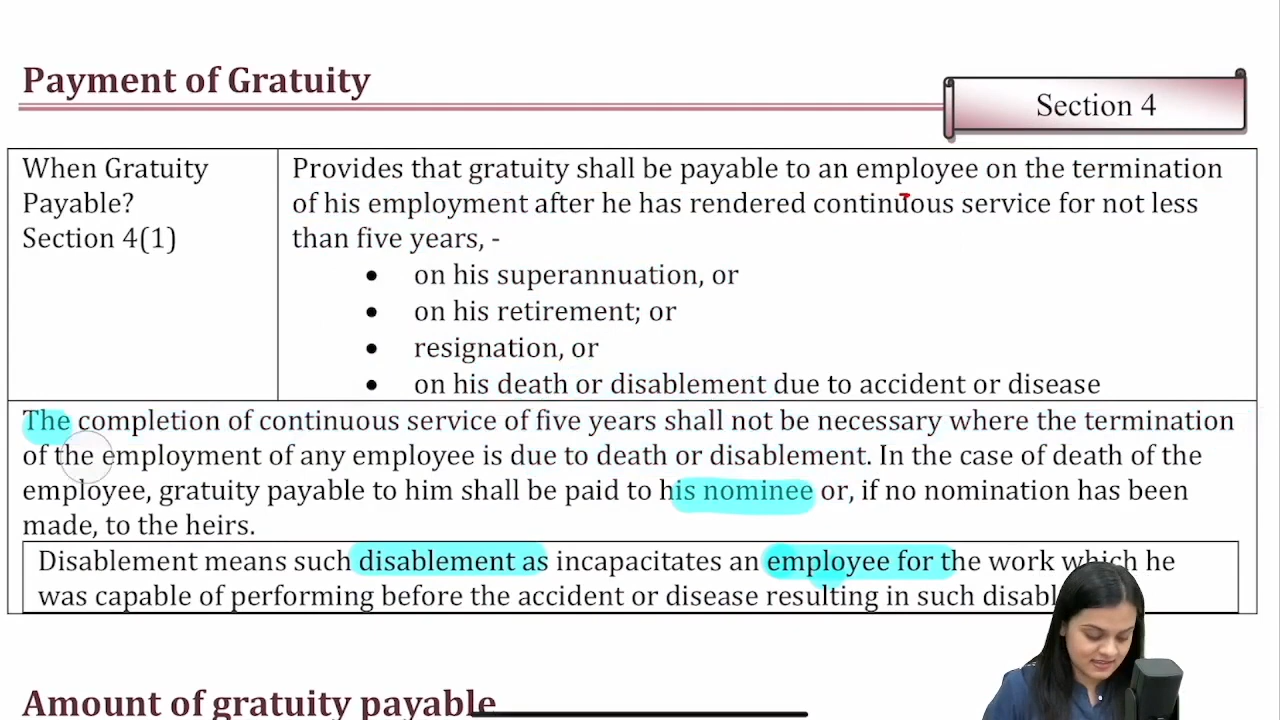 Payment of Gratuity
Section 4
When Gratuity
Payable?
Section 4(1)
Provides that gratuity shall be payable to an employee on the termination
of his employment after he has rendered continuous service for not less
than five years, -
• on his superannuation, or
• on his retirement; or
• resignation, or
• on his death or disablement due to accident or disease
The completion of continuous service of five years shall not be necessary where the termination
of the employment of any employee is due to death or disablement. In the case of death of the
employee, gratuity payable to him shall be paid to his nominee or, if no nomination has been
made, to the heirs.
Disablement means such disablement as incapacitates an employee for the work which he
was capable of performing before the accident or disease resulting in such
Amount of gratuity payable